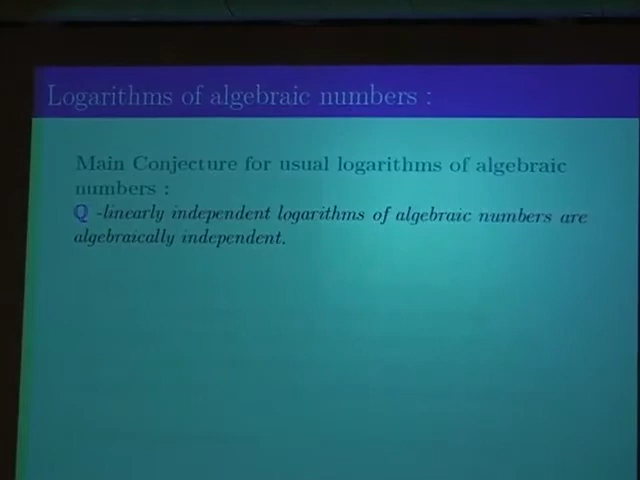 Logarithms of algebraic numbers :
Main Conjecture for usual logarithms of algebraic
numbers :
ℚ -linearly independent logarithms of algebraic numbers are
algebraically independent.